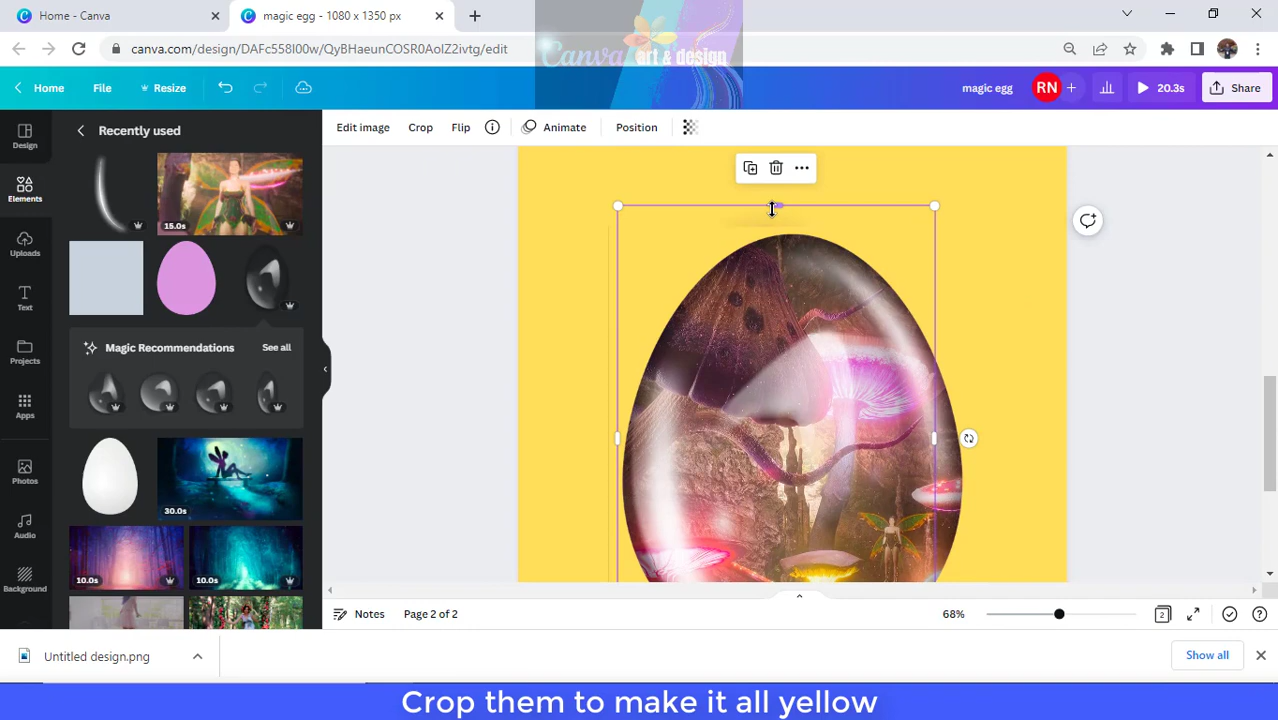 Home - Canva
magic egg - 1080 x 1350 px
canva.com/design/DAFc558I00w/QyBHaeunCOSR0AolZ2ivtg/edit
Canva art & design
Home
File
Resize
magic egg
RN
20.3s
Share
Design
Elements
Uploads
Text
Projects
Apps
Photos
Audio
Background
Recently used
15.0s
Magic Recommendations
See all
30.0s
10.0s
10.0s
Edit image
Crop
Flip
Animate
Position
Notes
Page 2 of 2
68%
2
Untitled design.png
Show all
Crop them to make it all yellow